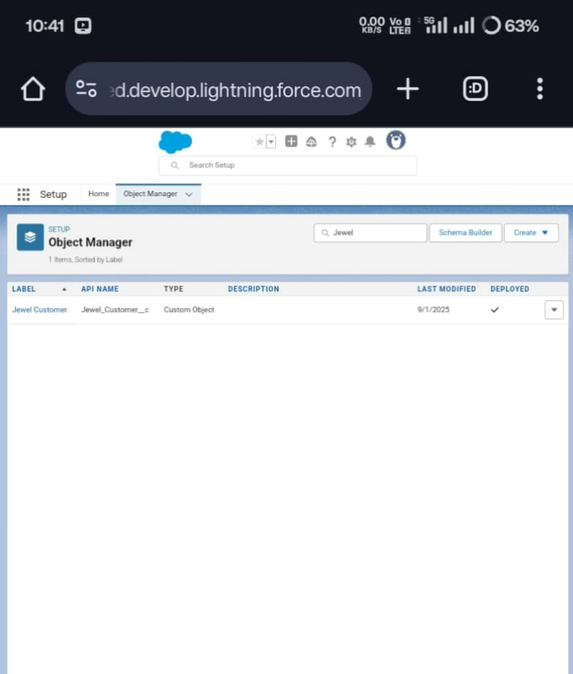 10:41
0.00 KB/S Vo LTE 5G 63%
d.develop.lightning.force.com
:D
Search Setup
Setup Home Object Manager
SETUP
Object Manager
1 Items, Sorted by Label
Jewel Schema Builder Create
LABEL API NAME TYPE DESCRIPTION LAST MODIFIED DEPLOYED
Jewel Customer Jewel_Customer__c Custom Object 9/1/2025